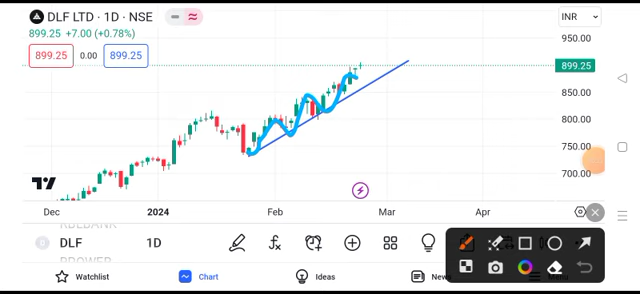 DLF LTD · 1D · NSE
INR
899.25 +7.00 (+0.78%)
899.25 0.00 899.25
950.00
899.25
850.00
800.00
750.00
700.00
Dec 2024 Feb Mar Apr
DLF 1D
Watchlist Chart Ideas News